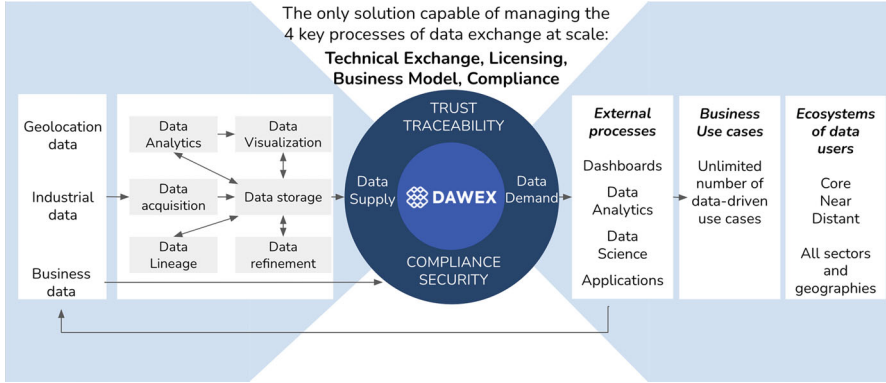 The only solution capable of managing the
4 key processes of data exchange at scale:
Technical Exchange, Licensing,
Business Model, Compliance
Geolocation
data
Industrial
data
Business
data
Data
Analytics
Data
Visualization
Data
acquisition
Data storage
Data
Lineage
Data
refinement
TRUST
TRACEABILITY
Data
Supply
DAWEX
Data
Demand
COMPLIANCE
SECURITY
External
processes
Dashboards
Data
Analytics
Data
Science
Applications
Business
Use cases
Unlimited
number of
data-driven
use cases
Ecosystems
of data
users
Core
Near
Distant
All sectors
and
geographies